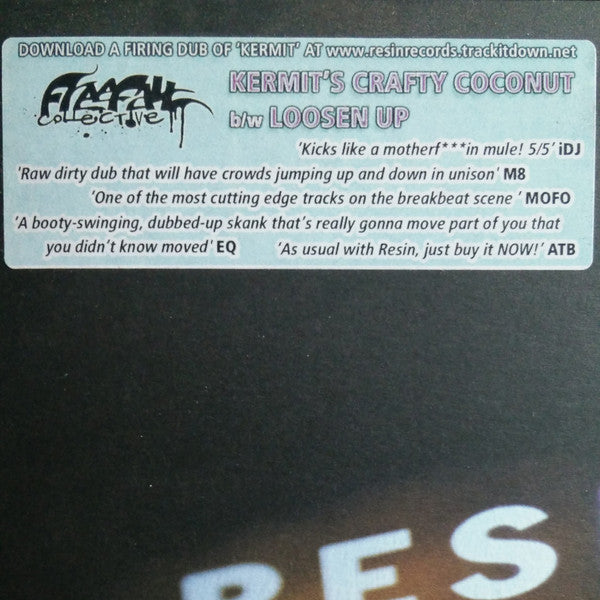 DOWNLOAD A FIRING DUB OF 'KERMIT' AT www.resinrecords.trackitdown.net
FREEFALL
COLLECTIVE
KERMIT'S CRAFTY COCONUT
b/w LOOSEN UP
'Kicks like a motherf***in mule! 5/5' iDJ
'Raw dirty dub that will have crowds jumping up and down in unison' M8
'One of the most cutting edge tracks on the breakbeat scene ' MOFO
'A booty-swinging, dubbed-up skank that's really gonna move part of you that
you didn't know moved' EQ 'As usual with Resin, just buy it NOW!' ATB
RES